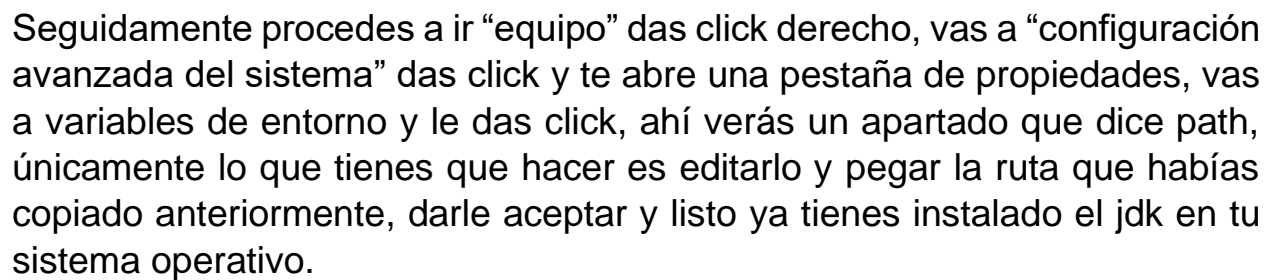 Seguidamente procedes a ir “equipo” das click derecho, vas a “configuración
avanzada del sistema” das click y te abre una pestaña de propiedades, vas
a variables de entorno y le das click, ahí verás un apartado que dice path,
únicamente lo que tienes que hacer es editarlo y pegar la ruta que habías
copiado anteriormente, darle aceptar y listo ya tienes instalado el jdk en tu
sistema operativo.